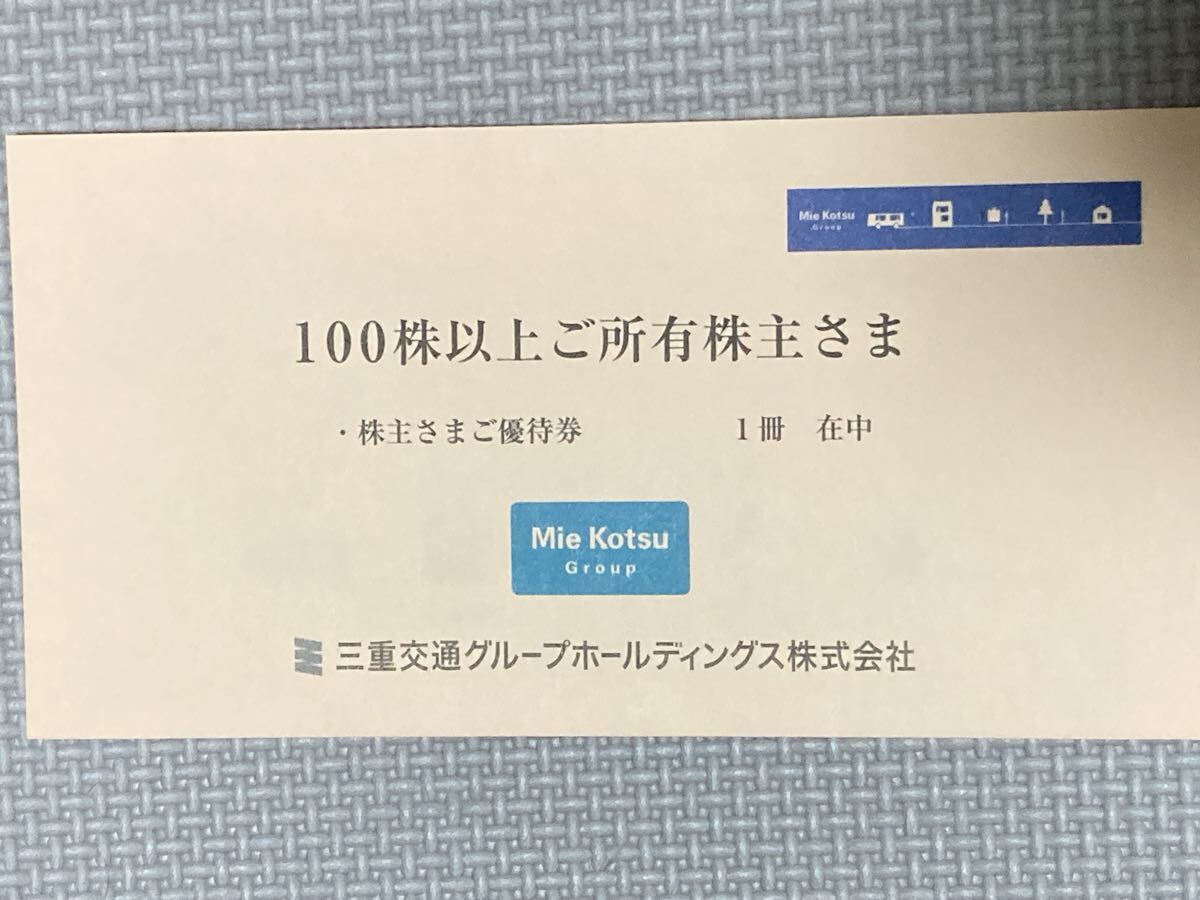 Mie Kotsu
Group
100株以上ご所有株主さま
・株主さまご優待券 1冊 在中
Mie Kotsu
Group
三重交通グループホールディングス株式会社